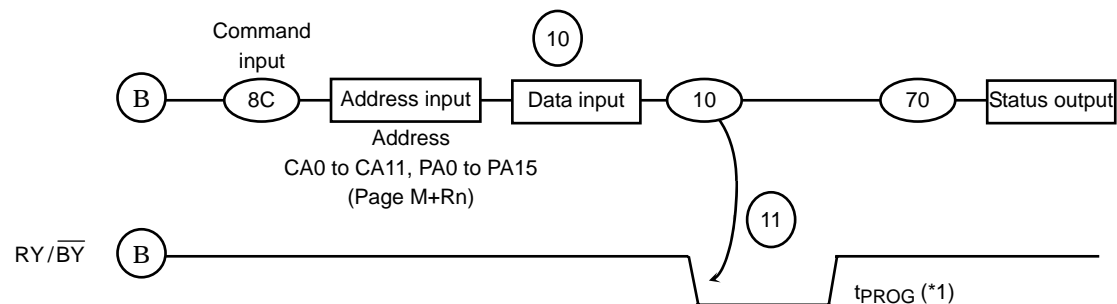 10
Command
input
B 8C Address input Data input 10 70 Status output
Address
CA0 to CA11, PA0 to PA15
(Page M+Rn)
11
RY/BY B
tPROG (*1)